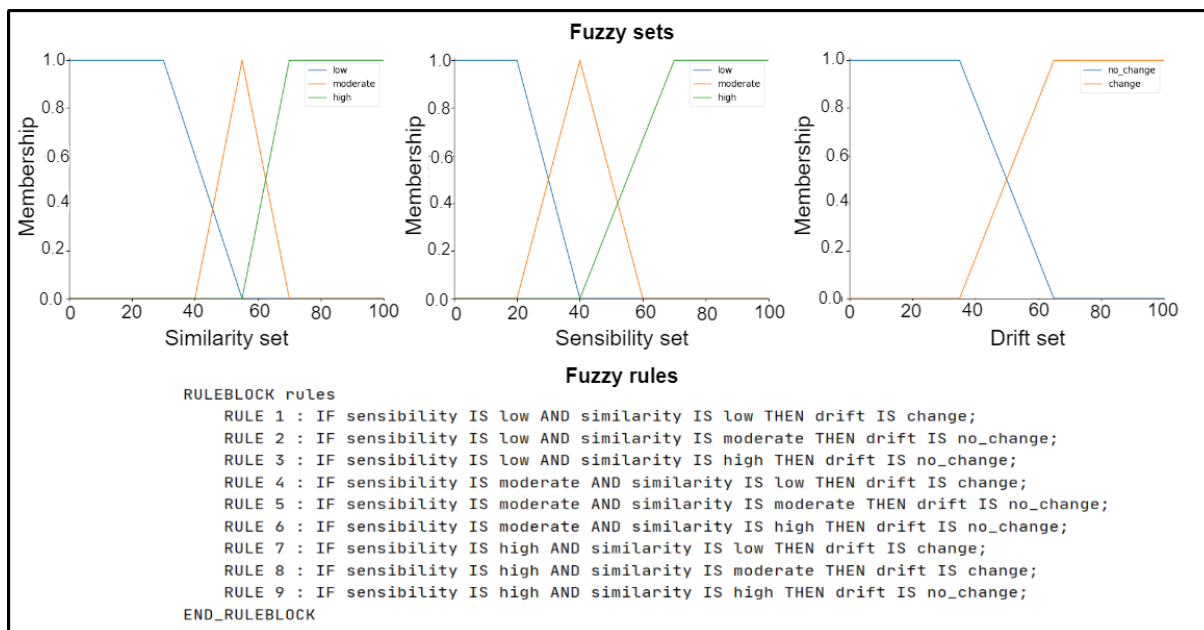 Fuzzy sets
1.0
0.8
0.6
0.4
0.2
0.0
0 20 40 60 80 100
Membership
Similarity set
low
moderate
high
1.0
0.8
0.6
0.4
0.2
0.0
0 20 40 60 80 100
Membership
Sensibility set
low
moderate
high
1.0
0.8
0.6
0.4
0.2
0.0
0 20 40 60 80 100
Membership
Drift set
no_change
change
Fuzzy rules
RULEBLOCK rules
RULE 1 : IF sensibility IS low AND similarity IS low THEN drift IS change;
RULE 2 : IF sensibility IS low AND similarity IS moderate THEN drift IS no_change;
RULE 3 : IF sensibility IS low AND similarity IS high THEN drift IS no_change;
RULE 4 : IF sensibility IS moderate AND similarity IS low THEN drift IS change;
RULE 5 : IF sensibility IS moderate AND similarity IS moderate THEN drift IS no_change;
RULE 6 : IF sensibility IS moderate AND similarity IS high THEN drift IS no_change;
RULE 7 : IF sensibility IS high AND similarity IS low THEN drift IS change;
RULE 8 : IF sensibility IS high AND similarity IS moderate THEN drift IS change;
RULE 9 : IF sensibility IS high AND similarity IS high THEN drift IS no_change;
END_RULEBLOCK